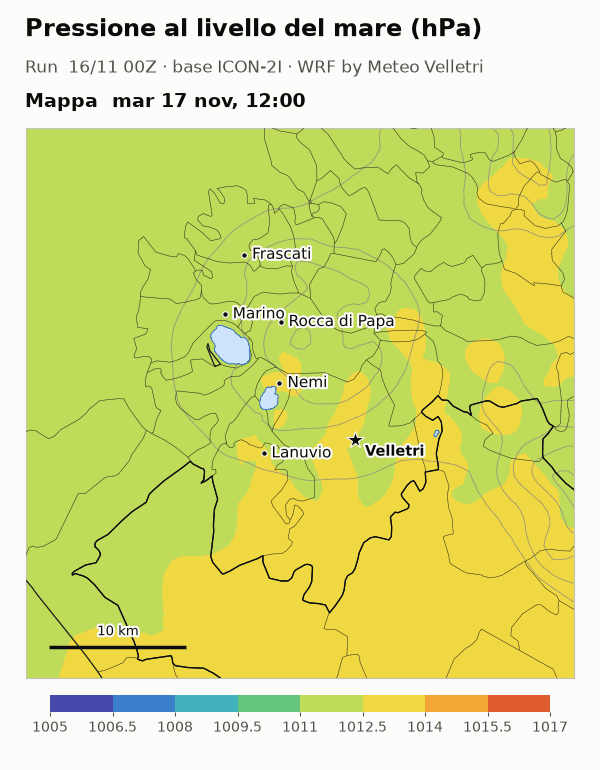 Pressione al livello del mare (hPa)
Run  16/11 00Z · base ICON-2I · WRF by Meteo Velletri
Mappa  mar 17 nov, 12:00
Frascati
Marino
Rocca di Papa
Nemi
Velletri
Lanuvio
10 km
1005 1006.5 1008 1009.5 1011 1012.5 1014 1015.5 1017